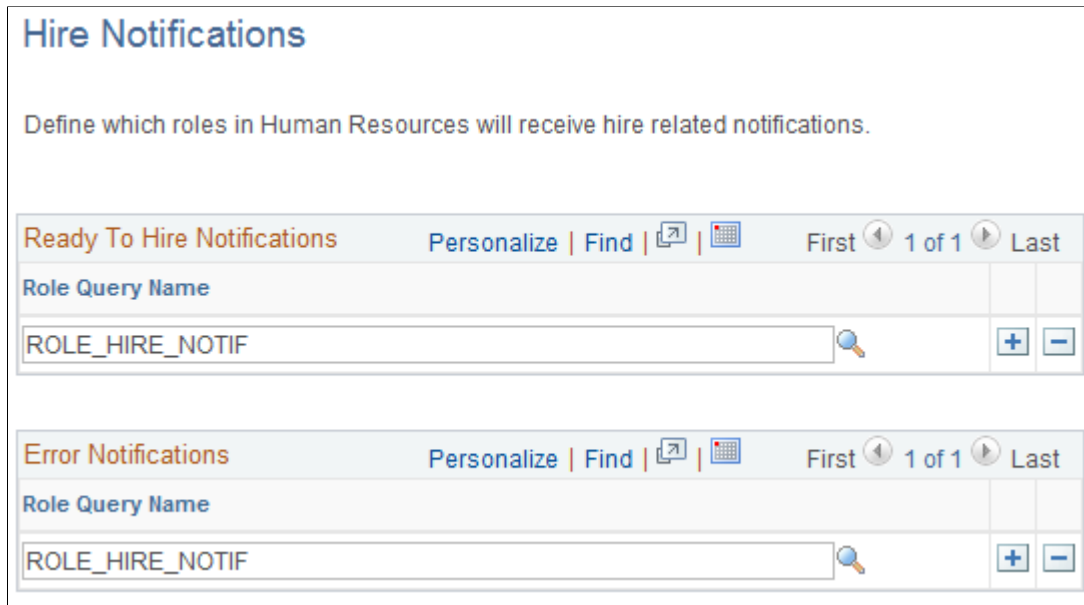 Hire Notifications
Define which roles in Human Resources will receive hire related notifications.
Ready To Hire Notifications Personalize | Find | | First 1 of 1 Last
Role Query Name
ROLE_HIRE_NOTIF
Error Notifications Personalize | Find | | First 1 of 1 Last
Role Query Name
ROLE_HIRE_NOTIF